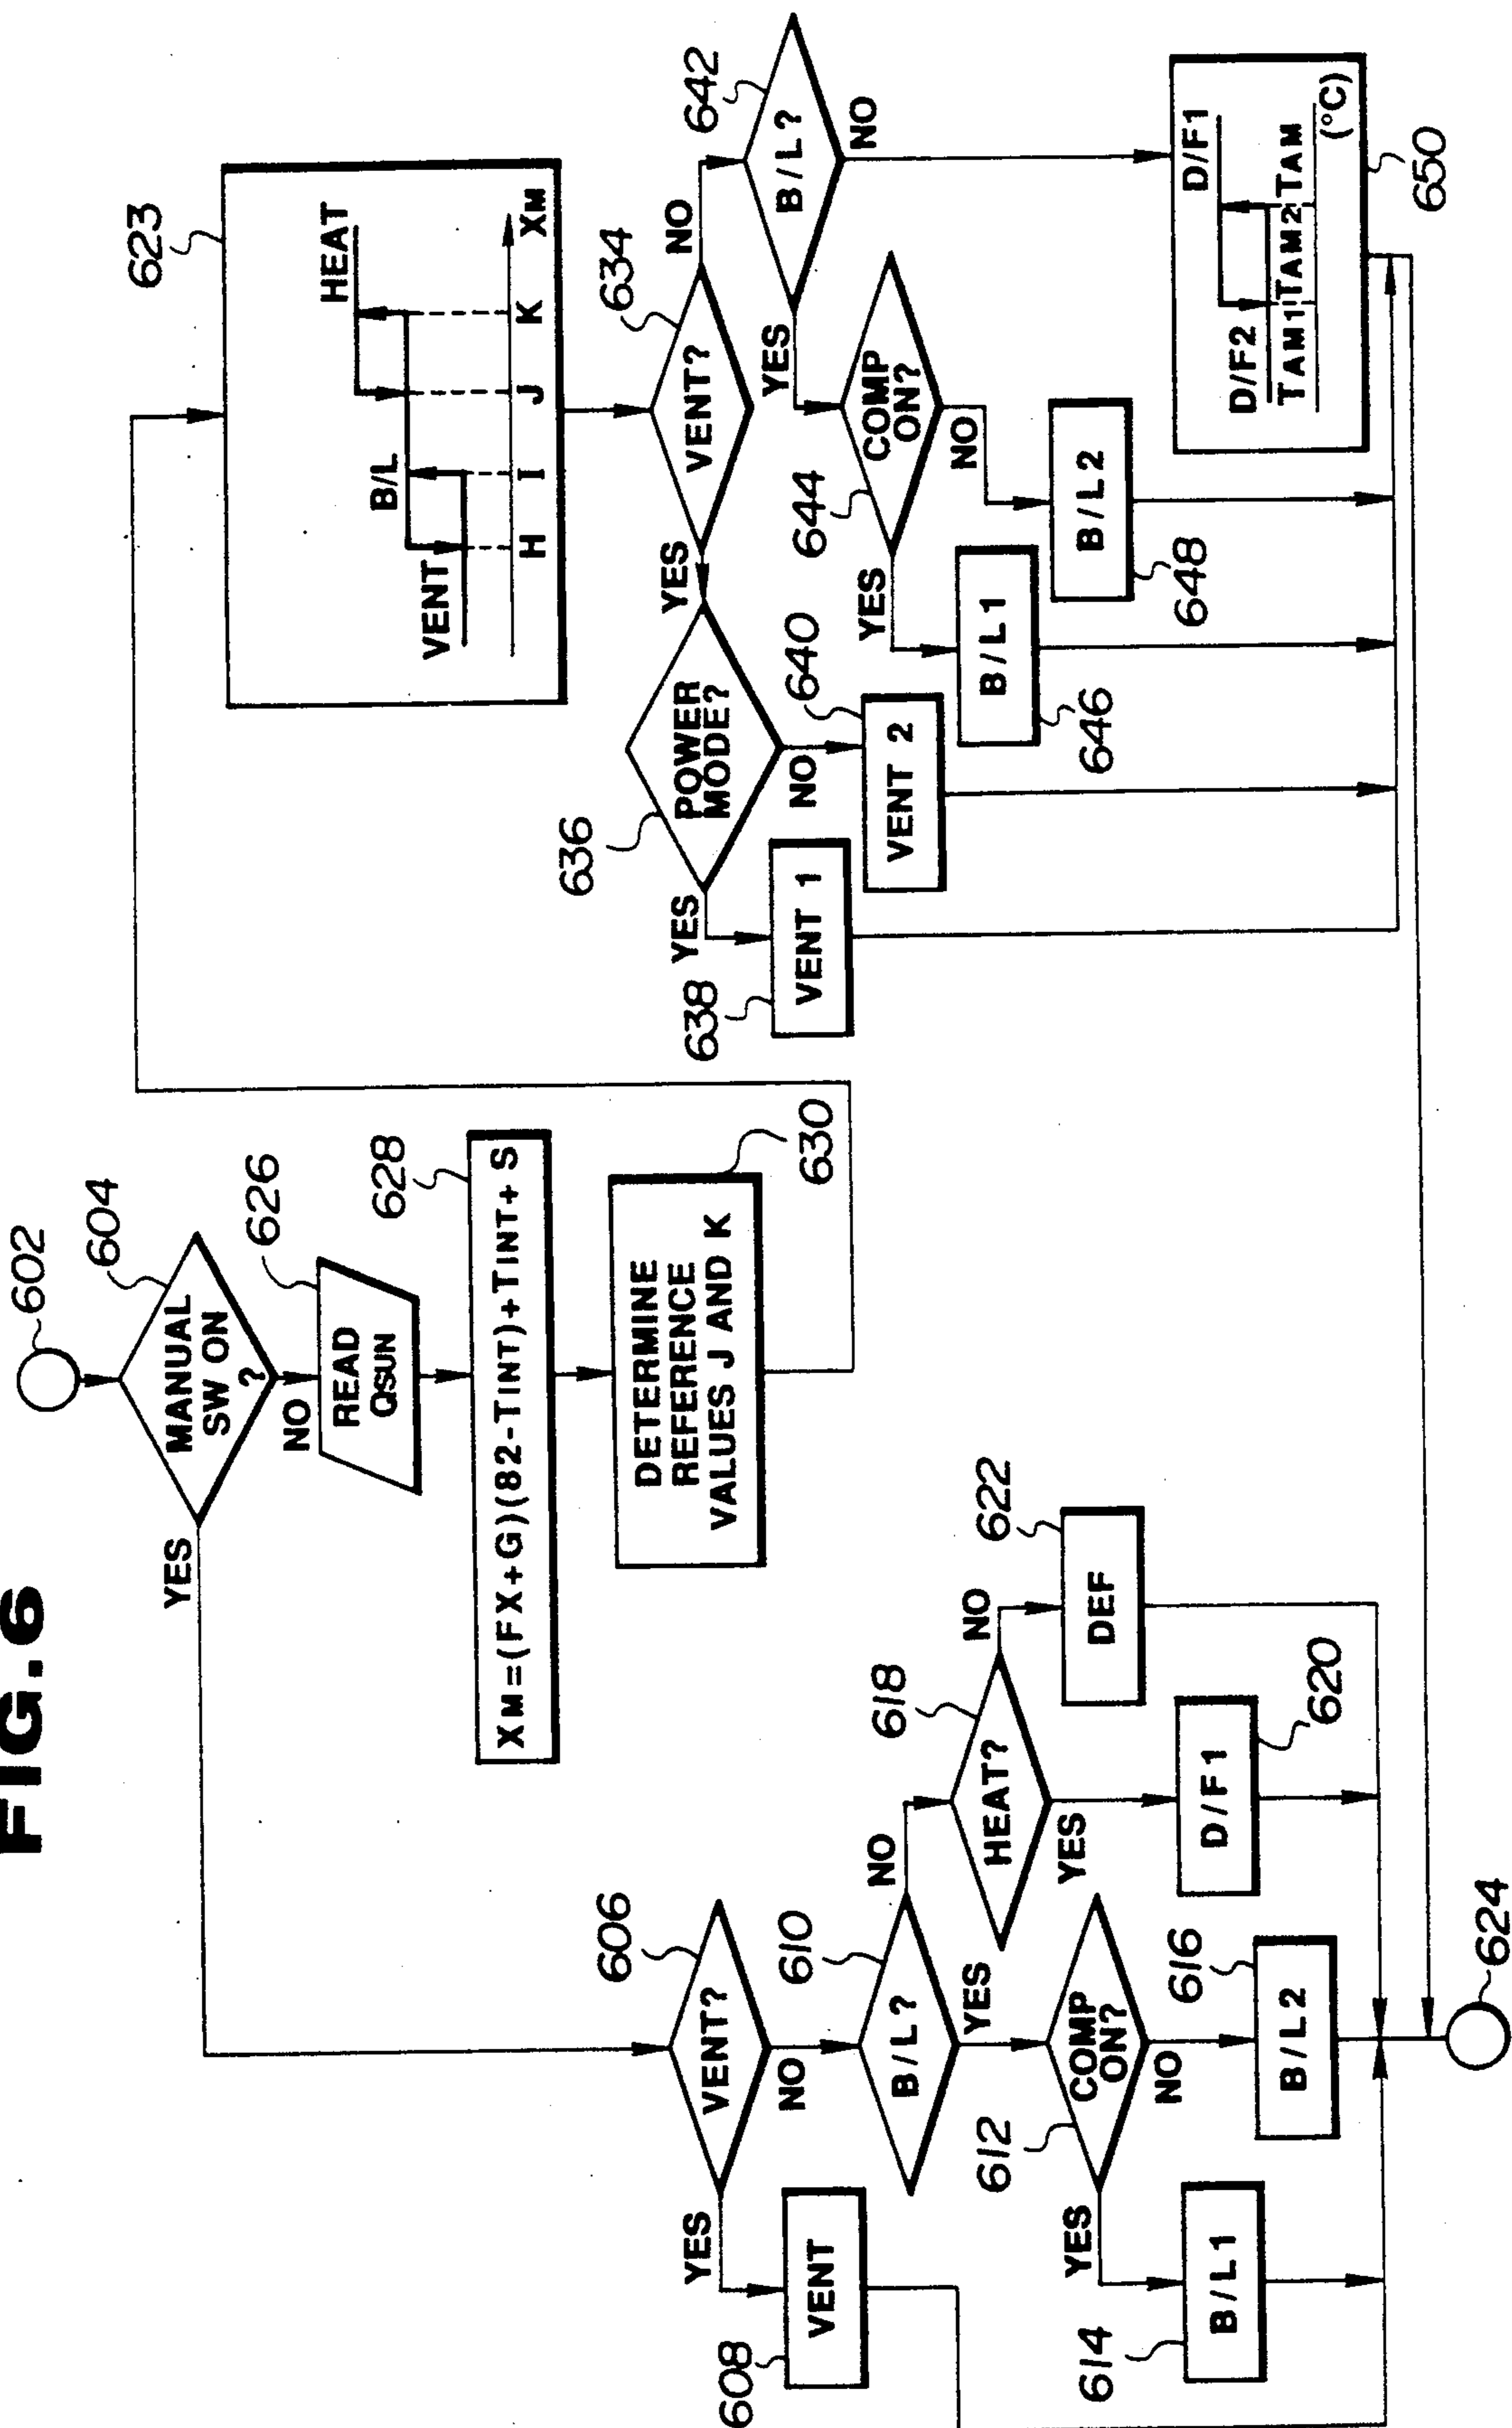 FIG.6
602
604
MANUAL
SW ON
?
YES
NO
626
READ
QSUN
628
XM=(FX+G)(82-TINT)+TINT+S
630
DETERMINE
REFERENCE
VALUES J AND K
606
VENT?
YES
NO
608
VENT
610
B/L?
NO
YES
612
COMP
ON?
YES
NO
614
B/L1
616
B/L2
618
HEAT?
NO
YES
620
D/F1
622
DEF
624
623
VENT
B/L
HEAT
H
I
J
K
XM
634
VENT?
YES
NO
636
POWER
MODE?
YES
NO
638
VENT 1
640
VENT 2
642
B/L?
YES
NO
644
COMP
ON?
YES
NO
646
B/L1
648
B/L2
650
D/F2
D/F1
TAM1
TAM2
TAM
(°C)